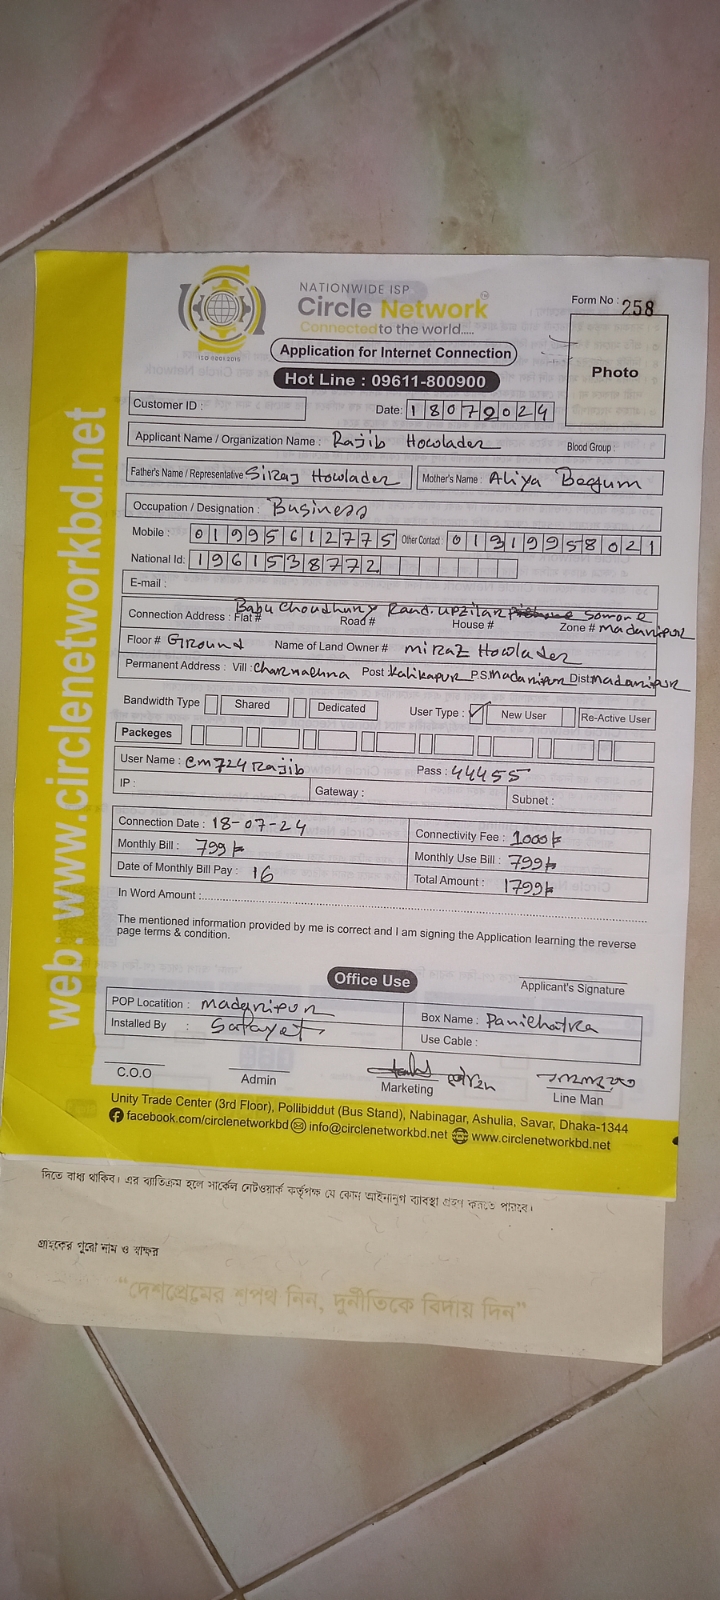 NATIONWIDE ISP
Circle Network
Connected to the world.....
ISO 9001:2015
Form No : 258
Application for Internet Connection
Hot Line : 09611-800900
Photo
Customer ID :
Date: 18072024
Applicant Name / Organization Name : Rajib Howlader Blood Group :
Father's Name / Representative Siraj Howlader Mother's Name : Aliya Begum
Occupation / Designation : Business
Mobile : 01995612775 Other Contact : 01319958021
National Id: 1961538772
E-mail :
Connection Address : Flat # Babu Choudhury Road # Upzilar House # Somone Zone # Madaripur
Floor # Ground Name of Land Owner # Miraz Howlader
Permanent Address : Vill : Post Kalikapur P.S Madaripur Dist Madaripur
Bandwidth Type Shared Dedicated User Type : ✓ New User Re-Active User
Packeges
User Name : cm724Rajib Pass : 44455
IP : Gateway : Subnet :
Connection Date : 18-07-24 Connectivity Fee : 1000/=
Monthly Bill : 799/= Monthly Use Bill : 799/=
Date of Monthly Bill Pay : 16 Total Amount : 1799/=
In Word Amount :
The mentioned information provided by me is correct and I am signing the Application learning the reverse
page terms & condition.
Applicant's Signature
Office Use
POP Locatition : Madaripur Box Name : Panichatra
Installed By : Safayet Use Cable :
C.O.O Admin Marketing Line Man
Unity Trade Center (3rd Floor), Pollibiddut (Bus Stand), Nabinagar, Ashulia, Savar, Dhaka-1344
facebook.com/circlenetworkbd info@circlenetworkbd.net www.circlenetworkbd.net
web: www.circlenetworkbd.net
দিতে বাধ্য থাকিব। এর ব্যতিক্রম হলে সার্কেল নেটওয়ার্ক কর্তৃপক্ষ যে কোন আইনানুগ ব্যাবস্থা গ্রহণ করতে পারবে।
গ্রাহকের পুরো নাম ও স্বাক্ষর
“দেশপ্রেমের শপথ নিন, দুর্নীতিকে বিদায় দিন”